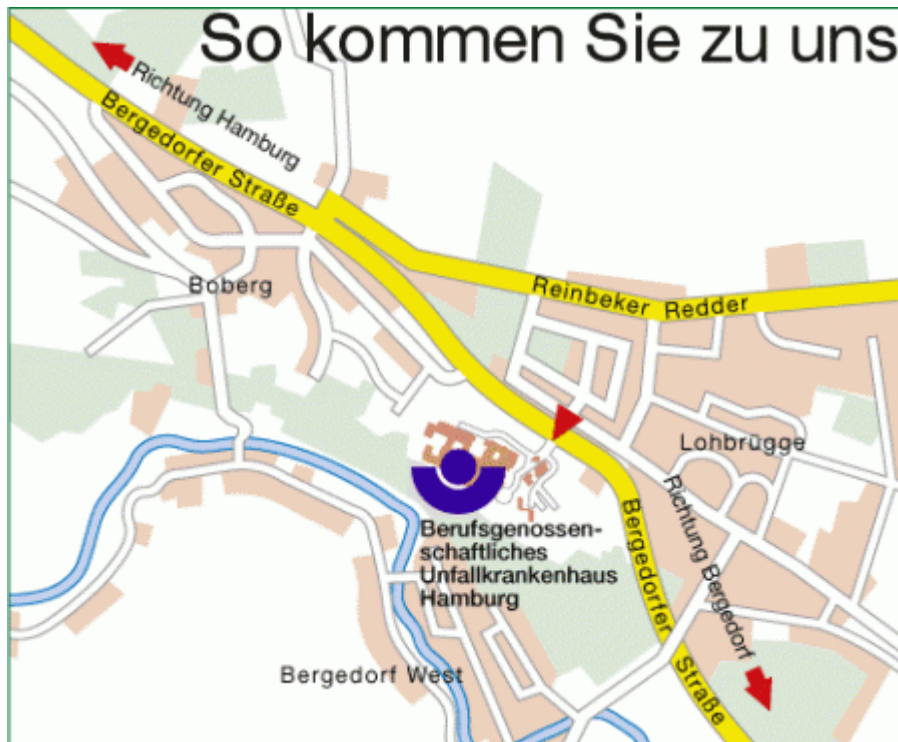 So kommen Sie zu uns
Richtung Hamburg
Bergedorfer Straße
Boberg
Reinbeker Redder
Lohbrügge
Richtung Bergedorf
Berufsgenossen-
schaftliches
Unfallkrankenhaus
Hamburg
Bergedorfer Straße
Bergedorf West